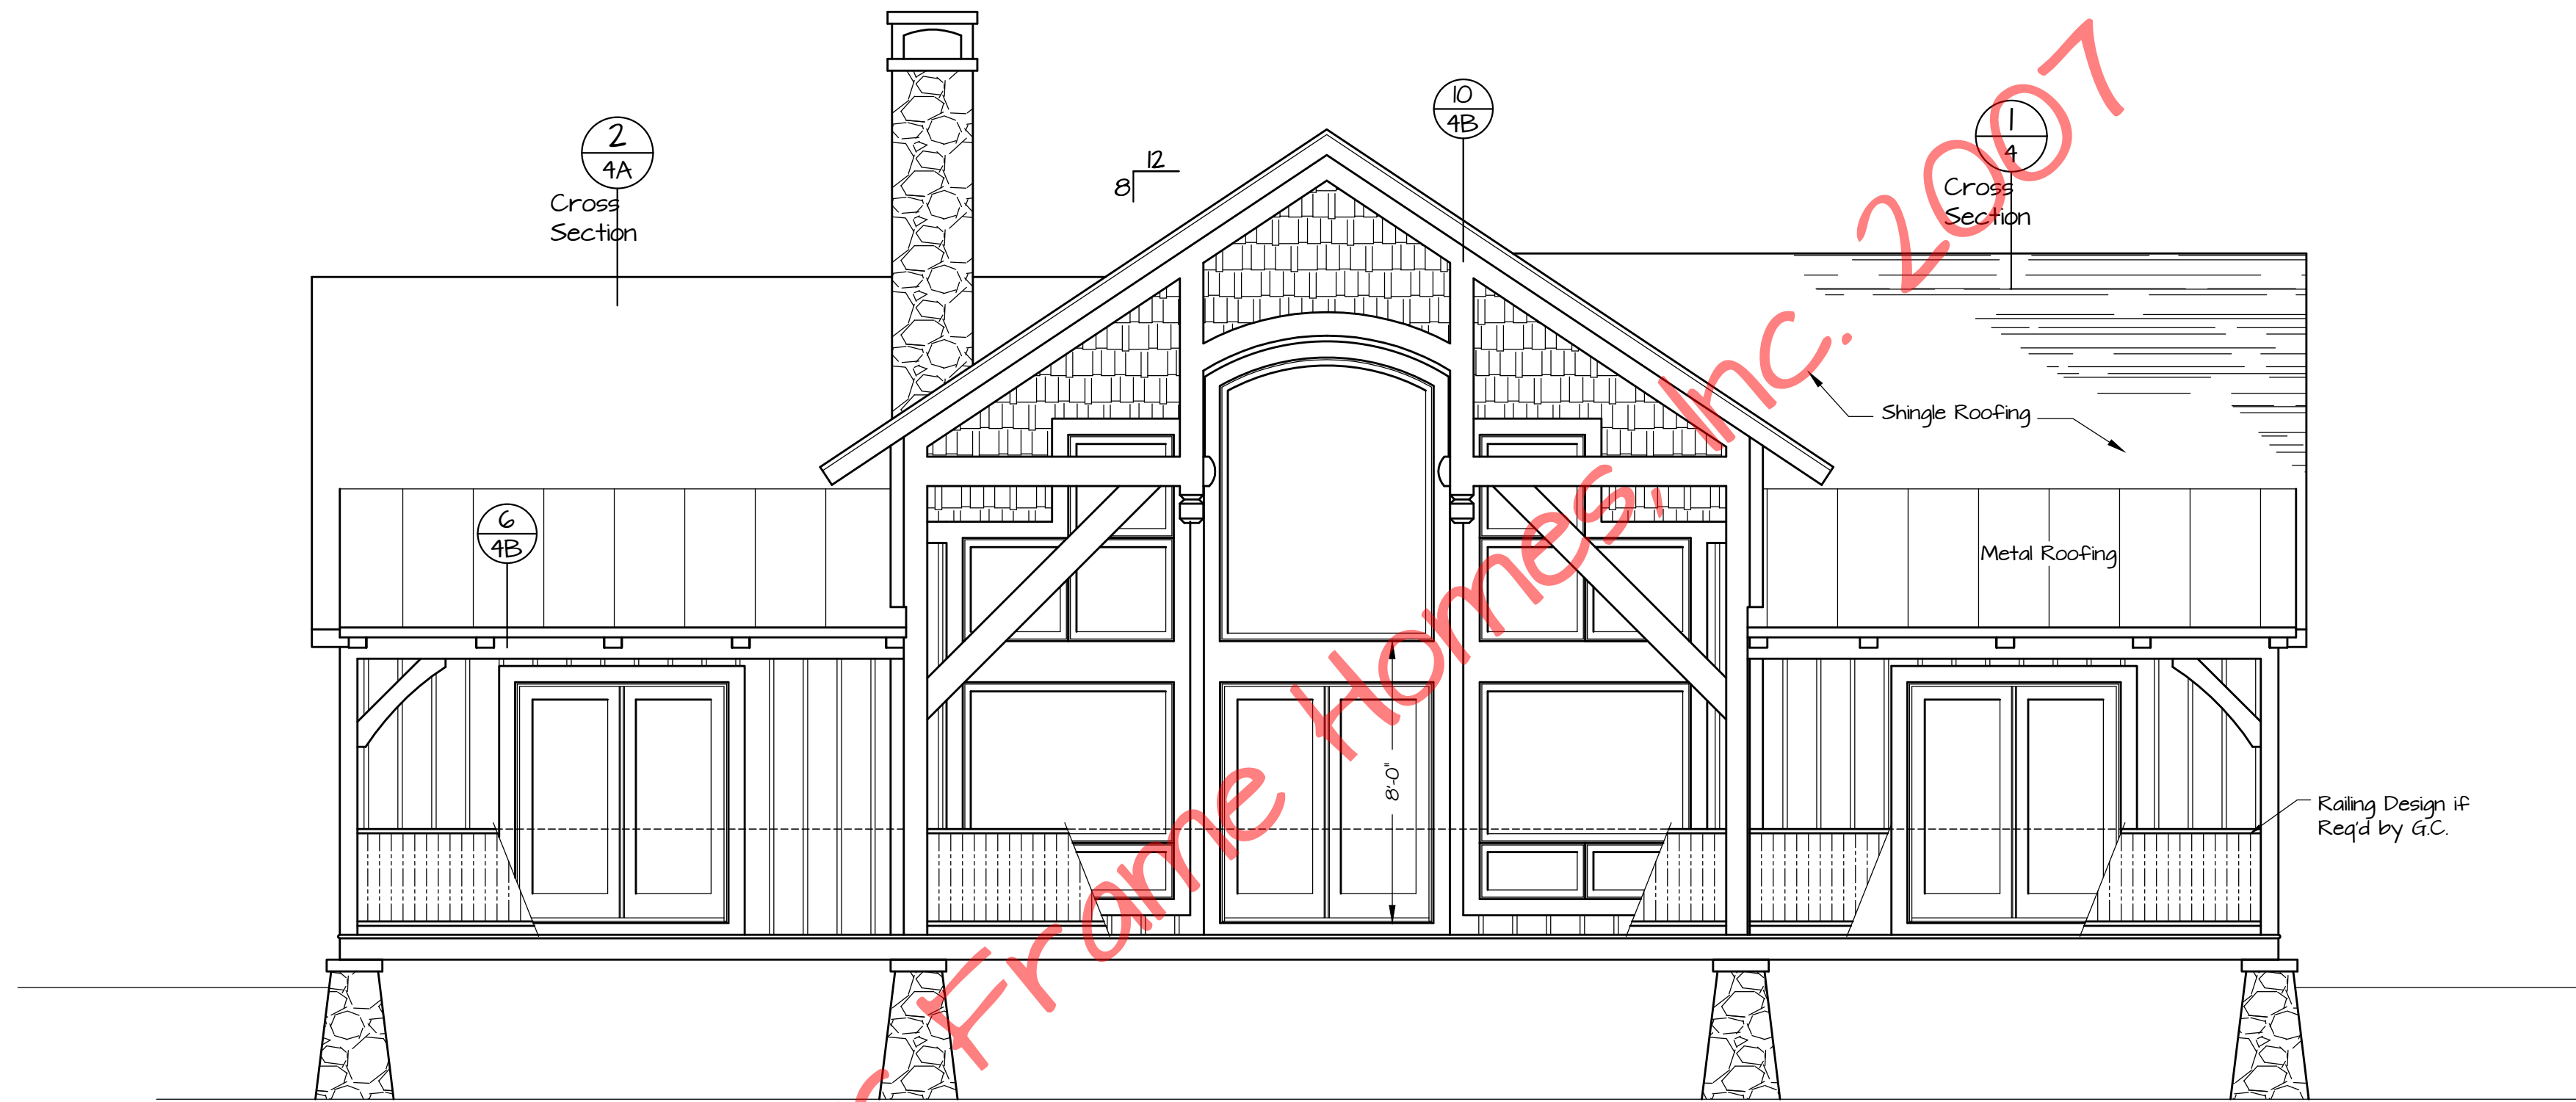 10
4B
2
4A
Cross
Section
12
8
1
4
Cross
Section
Shingle Roofing
6
4B
Metal Roofing
8'-0"
Railing Design if
Req'd by G.C.
Frame Homes, Inc. 2007